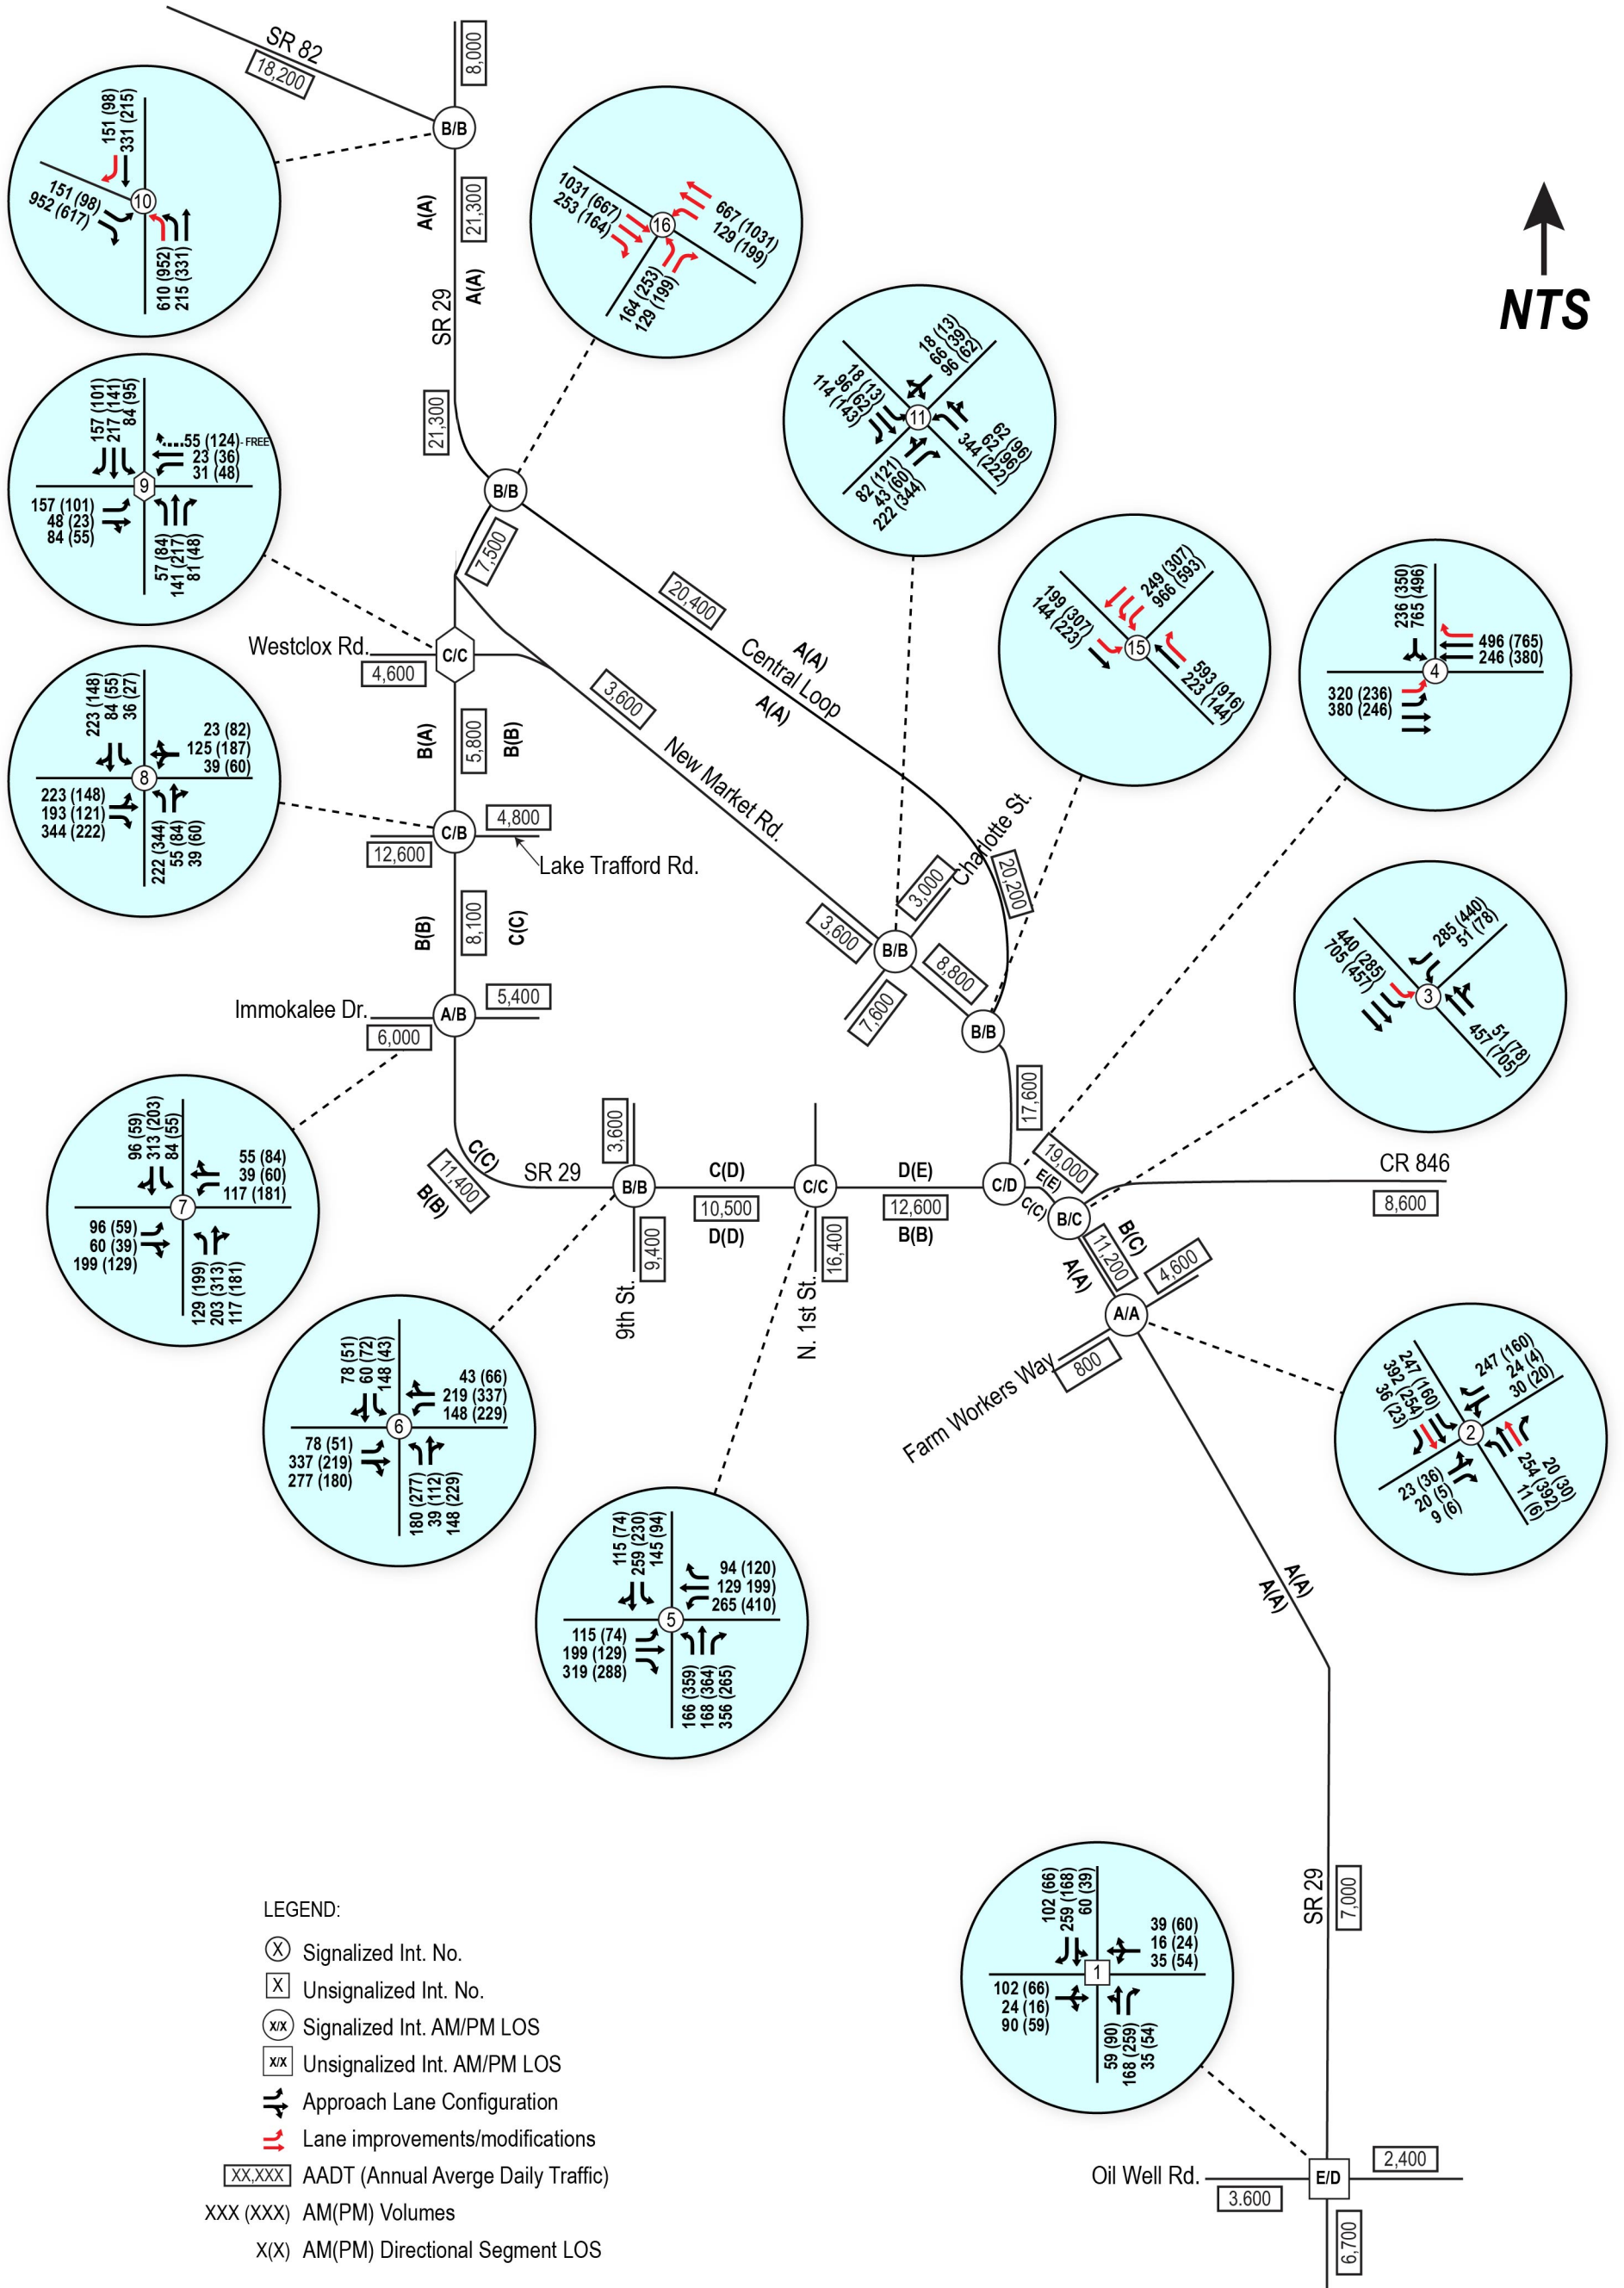 SR 82
18,200
8,000
B/B
A(A)
21,300
A(A)
SR 29
21,300
B/B
7,500
NTS
151 (98)
331 (215)
151 (98)
952 (617)
10
610 (952)
215 (331)
1031 (667)
253 (164)
16
667 (1031)
129 (199)
164 (253)
129 (199)
18 (13)
66 (39)
96 (62)
18 (13)
96 (62)
114 (143)
11
62 (96)
62 (96)
344 (222)
82 (121)
43 (60)
222 (344)
157 (101)
217 (141)
84 (95)
55 (124)- FREE
23 (36)
31 (48)
9
157 (101)
48 (23)
84 (55)
57 (84)
141 (217)
81 (48)
249 (307)
966 (593)
199 (307)
144 (223)
15
593 (916)
223 (144)
236 (350)
765 (496)
496 (765)
246 (380)
4
320 (236)
380 (246)
Westclox Rd.
4,600
C/C
20,400
A(A)
Central Loop
A(A)
3,600
New Market Rd.
B(A)
5,800
B(B)
223 (148)
84 (55)
36 (27)
23 (82)
125 (187)
39 (60)
8
223 (148)
193 (121)
344 (222)
222 (344)
55 (84)
39 (60)
C/B
4,800
12,600
Lake Trafford Rd.
Charlotte St.
3,000
20,200
3,600
B/B
8,800
7,600
B/B
B(B)
8,100
C(C)
285 (440)
51 (78)
440 (285)
705 (457)
3
51 (78)
457 (705)
Immokalee Dr.
A/B
5,400
6,000
17,600
96 (59)
313 (203)
84 (55)
55 (84)
39 (60)
117 (181)
7
96 (59)
60 (39)
199 (129)
129 (199)
203 (313)
117 (181)
C(C)
11,400
B(B)
SR 29
3,600
B/B
9,400
9th St.
C(D)
10,500
D(D)
C/C
16,400
N. 1st St.
D(E)
12,600
B(B)
C/D
19,000
E(E)
C(C)
B/C
CR 846
8,600
B(C)
11,200
A(A)
4,600
A/A
800
Farm Workers Way
78 (51)
60 (72)
148 (43)
43 (66)
219 (337)
148 (229)
6
78 (51)
337 (219)
277 (180)
180 (277)
39 (112)
148 (229)
247 (160)
24 (4)
30 (20)
247 (160)
392 (254)
36 (23)
2
20 (30)
254 (392)
11 (6)
23 (36)
20 (5)
9 (6)
115 (74)
259 (230)
145 (94)
94 (120)
129 199)
265 (410)
5
115 (74)
199 (129)
319 (288)
166 (359)
168 (364)
356 (265)
A(A)
A(A)
SR 29
7,000
102 (66)
259 (168)
60 (39)
39 (60)
16 (24)
35 (54)
1
102 (66)
24 (16)
90 (59)
59 (90)
168 (259)
35 (54)
Oil Well Rd.
E/D
2,400
3.600
6,700
LEGEND:
X Signalized Int. No.
X Unsignalized Int. No.
X/X Signalized Int. AM/PM LOS
X/X Unsignalized Int. AM/PM LOS
Approach Lane Configuration
Lane improvements/modifications
XX,XXX AADT (Annual Averge Daily Traffic)
XXX (XXX) AM(PM) Volumes
X(X) AM(PM) Directional Segment LOS